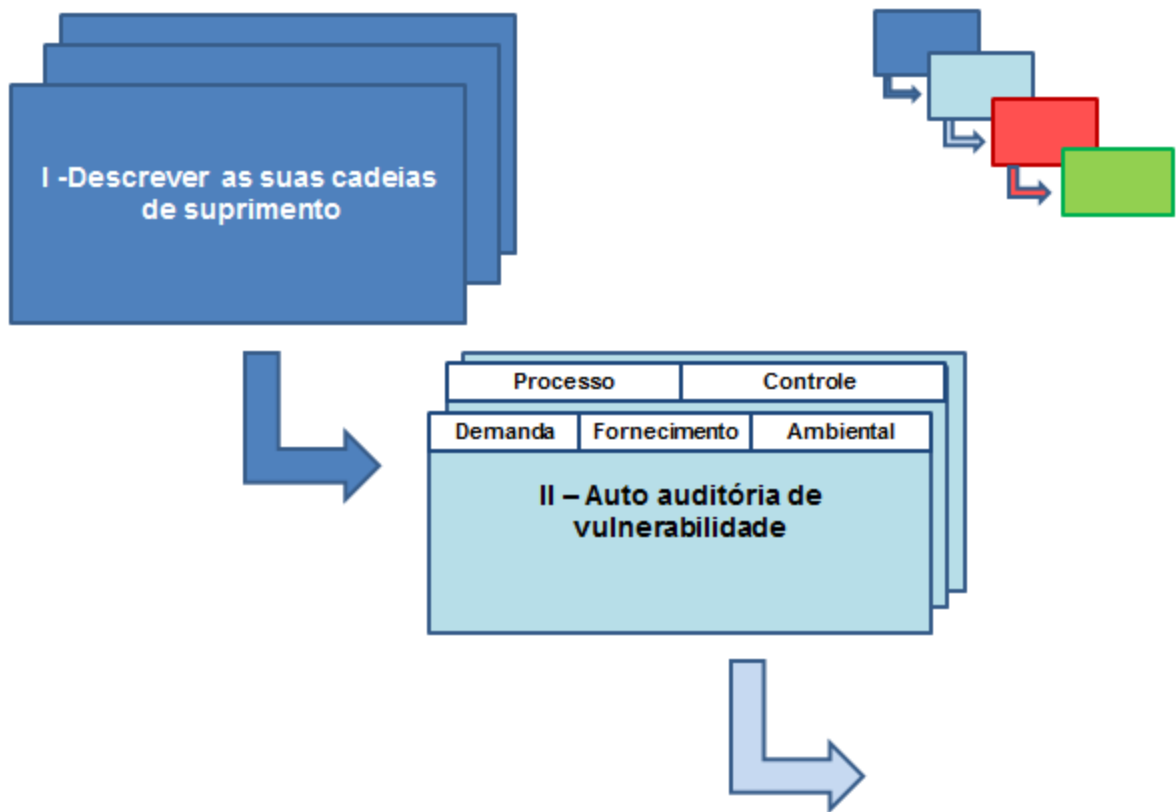 I -Descrever as suas cadeias
de suprimento
Processo Controle
Demanda Fornecimento Ambiental
II – Auto auditória de
vulnerabilidade